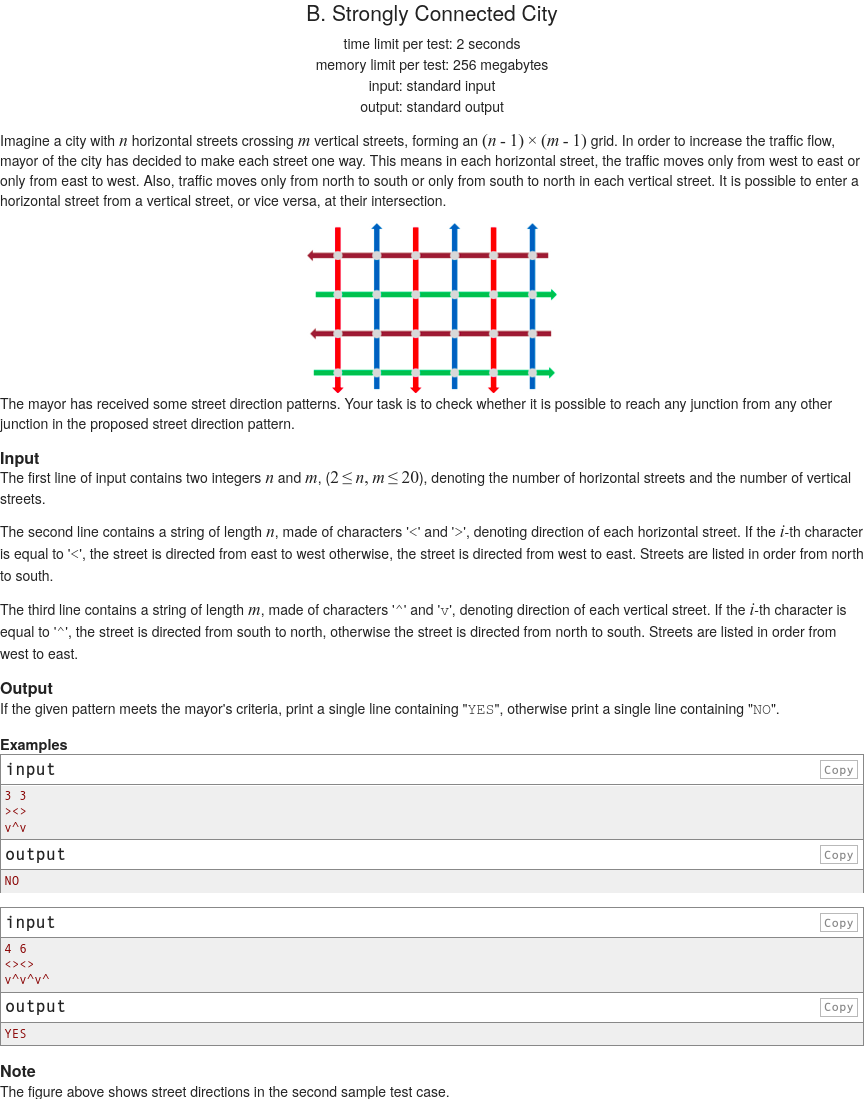 B. Strongly Connected City
time limit per test: 2 seconds
memory limit per test: 256 megabytes
input: standard input
output: standard output
Imagine a city with n horizontal streets crossing m vertical streets, forming an (n - 1) × (m - 1) grid. In order to increase the traffic flow,
mayor of the city has decided to make each street one way. This means in each horizontal street, the traffic moves only from west to east or
only from east to west. Also, traffic moves only from north to south or only from south to north in each vertical street. It is possible to enter a
horizontal street from a vertical street, or vice versa, at their intersection.
The mayor has received some street direction patterns. Your task is to check whether it is possible to reach any junction from any other
junction in the proposed street direction pattern.
Input
The first line of input contains two integers n and m, (2 ≤ n, m ≤ 20), denoting the number of horizontal streets and the number of vertical
streets.
The second line contains a string of length n, made of characters '<' and '>', denoting direction of each horizontal street. If the i-th character
is equal to '<', the street is directed from east to west otherwise, the street is directed from west to east. Streets are listed in order from north
to south.
The third line contains a string of length m, made of characters '^' and 'v', denoting direction of each vertical street. If the i-th character is
equal to '^', the street is directed from south to north, otherwise the street is directed from north to south. Streets are listed in order from
west to east.
Output
If the given pattern meets the mayor's criteria, print a single line containing "YES", otherwise print a single line containing "NO".
Examples
input Copy
3 3
><>
v^v
output Copy
NO
input Copy
4 6
<><>
v^v^v^
output Copy
YES
Note
The figure above shows street directions in the second sample test case.